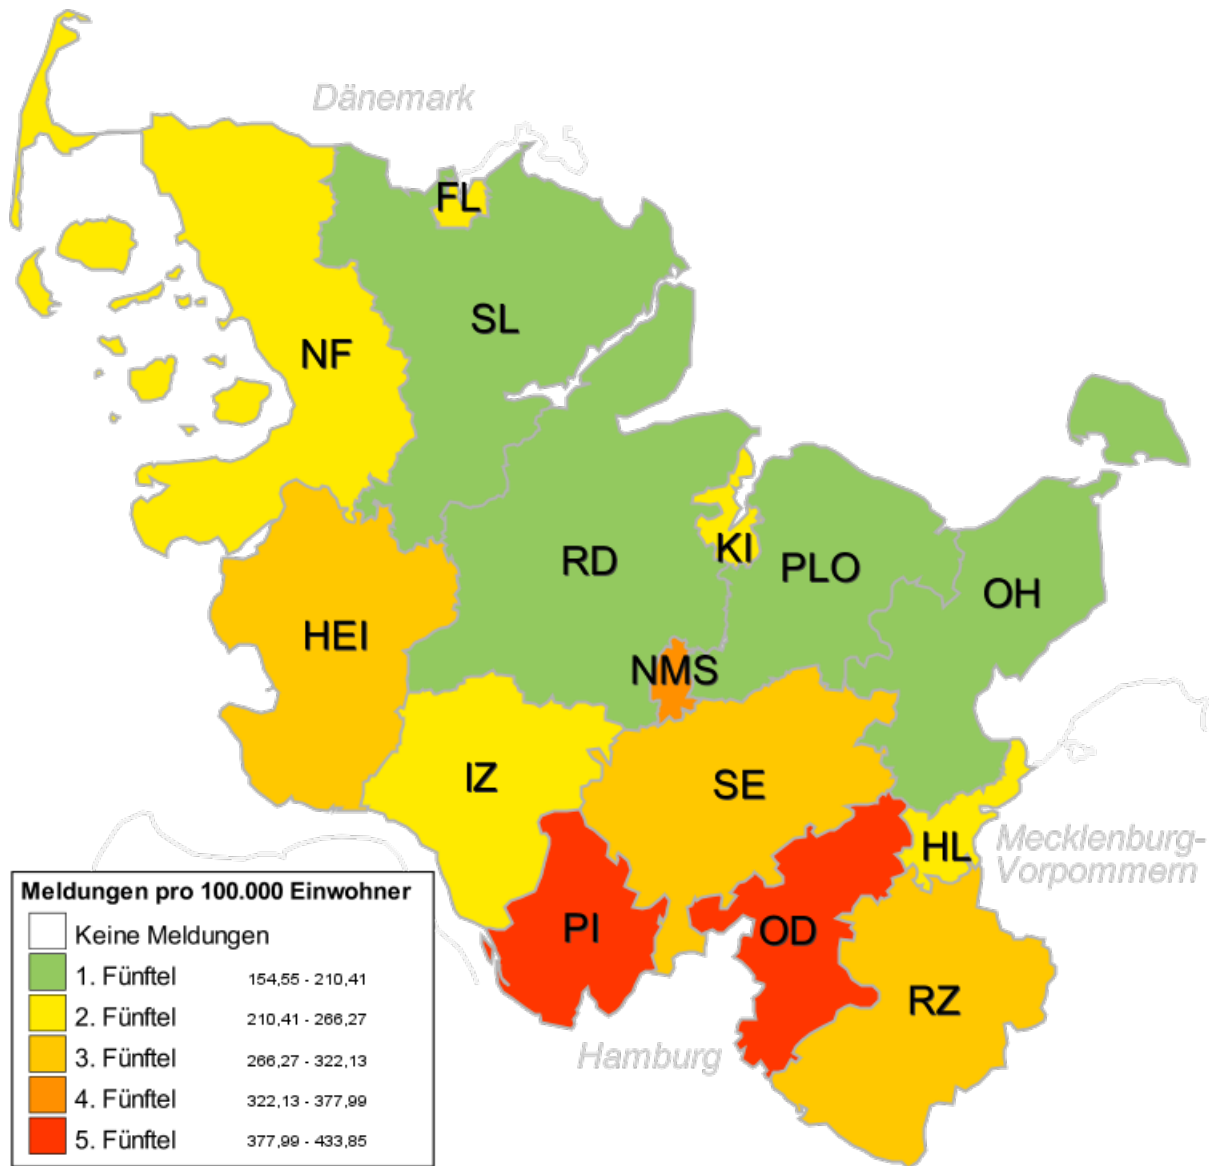 Dänemark
FL
SL
NF
RD
KI
PLO
OH
HEI
NMS
IZ
SE
HL
Mecklenburg-
Vorpommern
PI
OD
RZ
Hamburg
Meldungen pro 100.000 Einwohner
Keine Meldungen
1. Fünftel 154,55 - 210,41
2. Fünftel 210,41 - 266,27
3. Fünftel 266,27 - 322,13
4. Fünftel 322,13 - 377,99
5. Fünftel 377,99 - 433,85